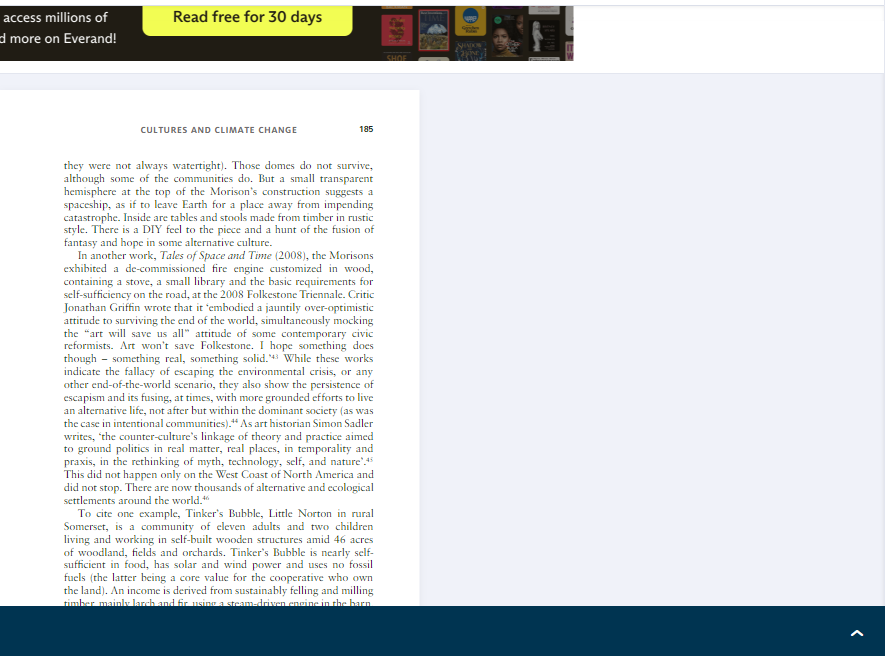 access millions of
d more on Everand!
Read free for 30 days
CULTURES AND CLIMATE CHANGE 185
they were not always watertight). Those domes do not survive,
although some of the communities do. But a small transparent
hemisphere at the top of the Morison's construction suggests a
spaceship, as if to leave Earth for a place away from impending
catastrophe. Inside are tables and stools made from timber in rustic
style. There is a DIY feel to the piece and a hunt of the fusion of
fantasy and hope in some alternative culture.
In another work, Tales of Space and Time (2008), the Morisons
exhibited a de-commissioned fire engine customized in wood,
containing a stove, a small library and the basic requirements for
self-sufficiency on the road, at the 2008 Folkestone Triennale. Critic
Jonathan Griffin wrote that it ‘embodied a jauntily over-optimistic
attitude to surviving the end of the world, simultaneously mocking
the “art will save us all” attitude of some contemporary civic
reformists. Art won't save Folkestone. I hope something does
though – something real, something solid.’⁴³ While these works
indicate the fallacy of escaping the environmental crisis, or any
other end-of-the-world scenario, they also show the persistence of
escapism and its fusing, at times, with more grounded efforts to live
an alternative life, not after but within the dominant society (as was
the case in intentional communities).⁴⁴ As art historian Simon Sadler
writes, ‘the counter-culture's linkage of theory and practice aimed
to ground politics in real matter, real places, in temporality and
praxis, in the rethinking of myth, technology, self, and nature’.⁴⁵
This did not happen only on the West Coast of North America and
did not stop. There are now thousands of alternative and ecological
settlements around the world.⁴⁶
To cite one example, Tinker's Bubble, Little Norton in rural
Somerset, is a community of eleven adults and two children
living and working in self-built wooden structures amid 46 acres
of woodland, fields and orchards. Tinker's Bubble is nearly self-
sufficient in food, has solar and wind power and uses no fossil
fuels (the latter being a core value for the cooperative who own
the land). An income is derived from sustainably felling and milling
timber, mainly larch and fir, using a steam-driven engine in the barn.